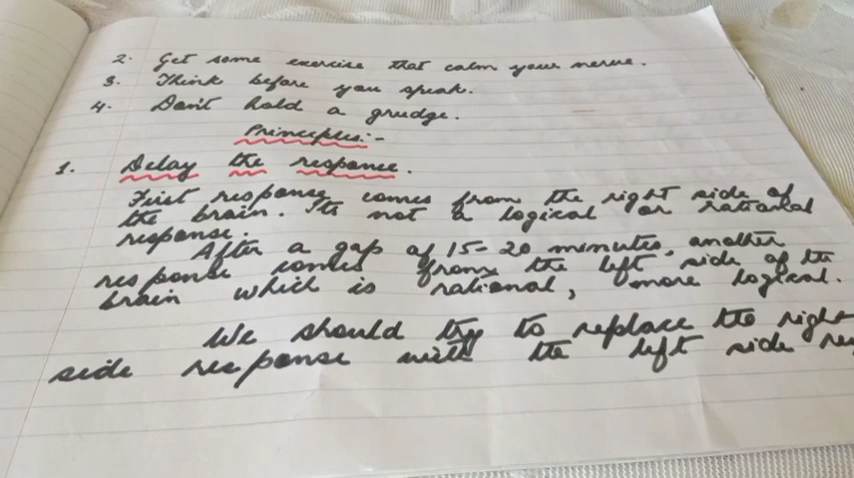 2. Get some exercise that calm your nerve.
3. Think before you speak.
4. Don't hold a grudge.
Principles:-
1. Delay the response.
First response comes from the right side of
the brain. Its not a logical or rational
response.
After a gap of 15-20 minutes, another
response comes from the left side of the
brain which is rational, more logical.
We should try to replace the right
side response with the left side res